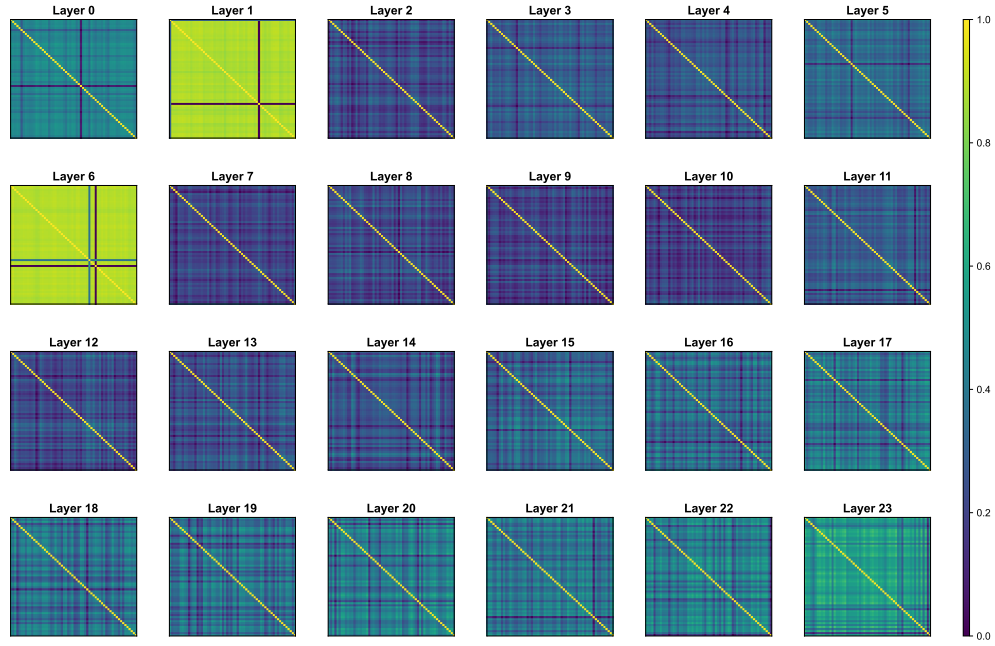 Layer 0 Layer 1 Layer 2 Layer 3 Layer 4 Layer 5
1.0
0.8
Layer 6 Layer 7 Layer 8 Layer 9 Layer 10 Layer 11
0.6
Layer 12 Layer 13 Layer 14 Layer 15 Layer 16 Layer 17
0.4
0.2
Layer 18 Layer 19 Layer 20 Layer 21 Layer 22 Layer 23
0.0